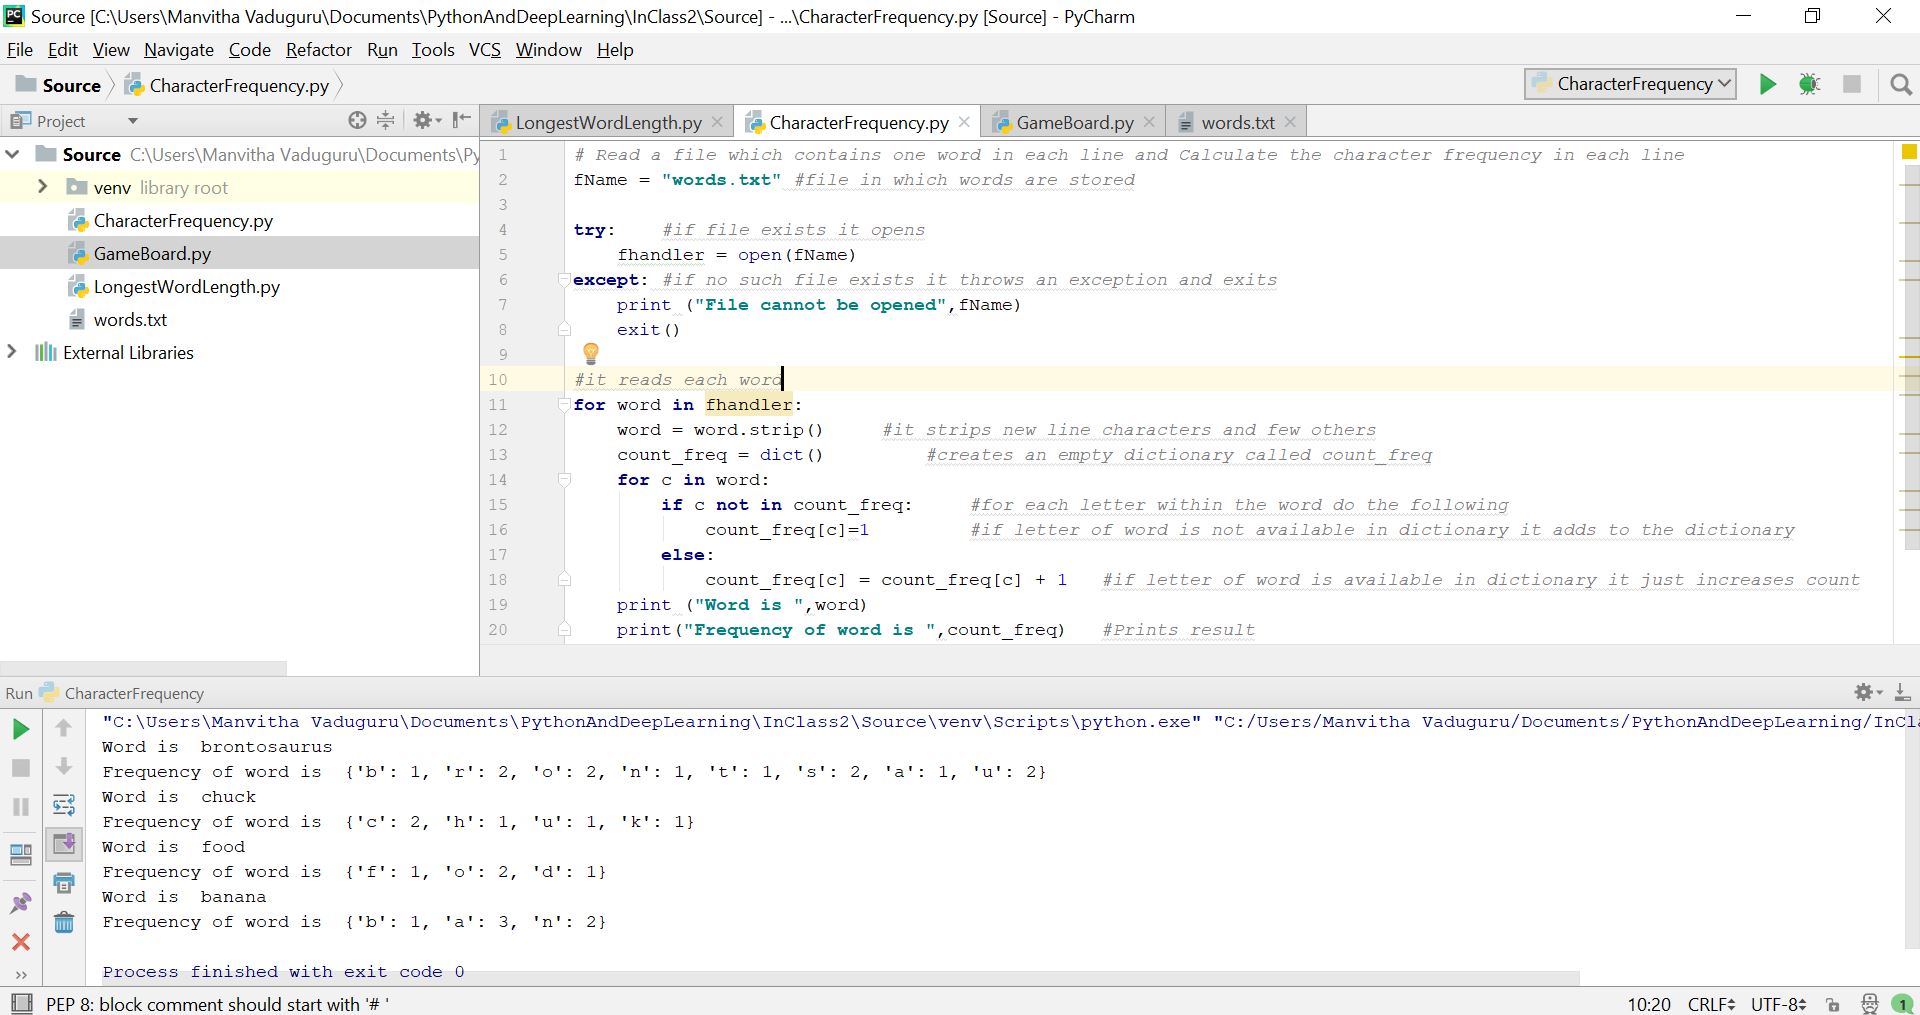 Source [C:\Users\Manvitha Vaduguru\Documents\PythonAndDeepLearning\InClass2\Source] - ...\CharacterFrequency.py [Source] - PyCharm
File Edit View Navigate Code Refactor Run Tools VCS Window Help
Source CharacterFrequency.py CharacterFrequency
Project LongestWordLength.py CharacterFrequency.py GameBoard.py words.txt
Source C:\Users\Manvitha Vaduguru\Documents\Py
venv library root
CharacterFrequency.py
GameBoard.py
LongestWordLength.py
words.txt
External Libraries
1 # Read a file which contains one word in each line and Calculate the character frequency in each line
2 fName = "words.txt" #file in which words are stored
3
4 try: #if file exists it opens
5 fhandler = open(fName)
6 except: #if no such file exists it throws an exception and exits
7 print ("File cannot be opened",fName)
8 exit()
9
10 #it reads each word
11 for word in fhandler:
12 word = word.strip() #it strips new line characters and few others
13 count_freq = dict() #creates an empty dictionary called count_freq
14 for c in word:
15 if c not in count_freq: #for each letter within the word do the following
16 count_freq[c]=1 #if letter of word is not available in dictionary it adds to the dictionary
17 else:
18 count_freq[c] = count_freq[c] + 1 #if letter of word is available in dictionary it just increases count
19 print ("Word is ",word)
20 print("Frequency of word is ",count_freq) #Prints result
Run CharacterFrequency
"C:\Users\Manvitha Vaduguru\Documents\PythonAndDeepLearning\InClass2\Source\venv\Scripts\python.exe" "C:/Users/Manvitha Vaduguru/Documents/PythonAndDeepLearning/InCla
Word is  brontosaurus
Frequency of word is  {'b': 1, 'r': 2, 'o': 2, 'n': 1, 't': 1, 's': 2, 'a': 1, 'u': 2}
Word is  chuck
Frequency of word is  {'c': 2, 'h': 1, 'u': 1, 'k': 1}
Word is  food
Frequency of word is  {'f': 1, 'o': 2, 'd': 1}
Word is  banana
Frequency of word is  {'b': 1, 'a': 3, 'n': 2}
Process finished with exit code 0
PEP 8: block comment should start with '# ' 10:20 CRLF UTF-8 1